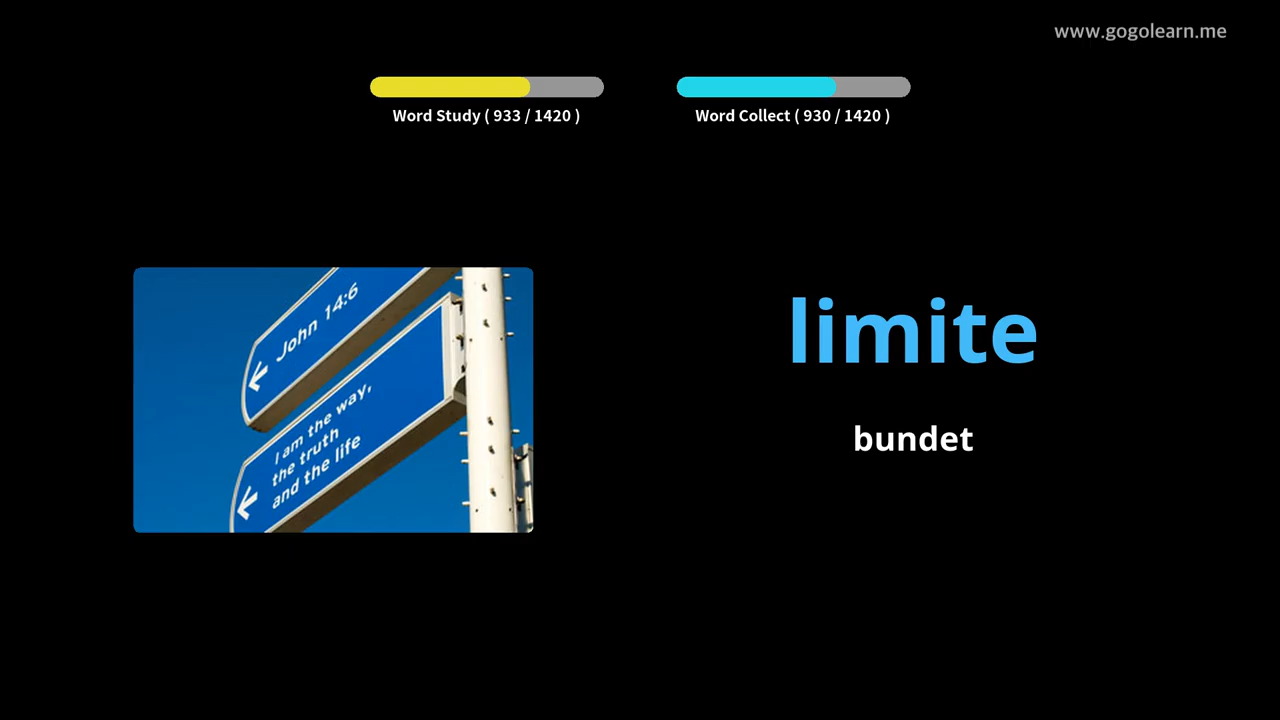 www.gogolearn.me
Word Study ( 933 / 1420 )
Word Collect ( 930 / 1420 )
John 14:6
I am the way,
the truth
and the life
limite
bundet